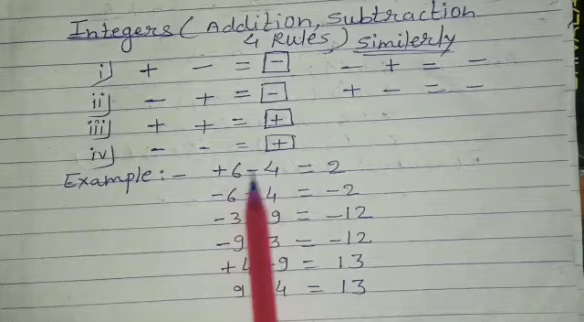 Integers ( Addition, Subtraction
4 Rules,) Similerly
i) + - = - - + = -
ii) - + = - + - = -
iii) + + = +
iv) - - = +
Example :- +6-4 = 2
-6 4 = -2
-3 9 = -12
-9 3 = -12
+4 9 = 13
9 4 = 13